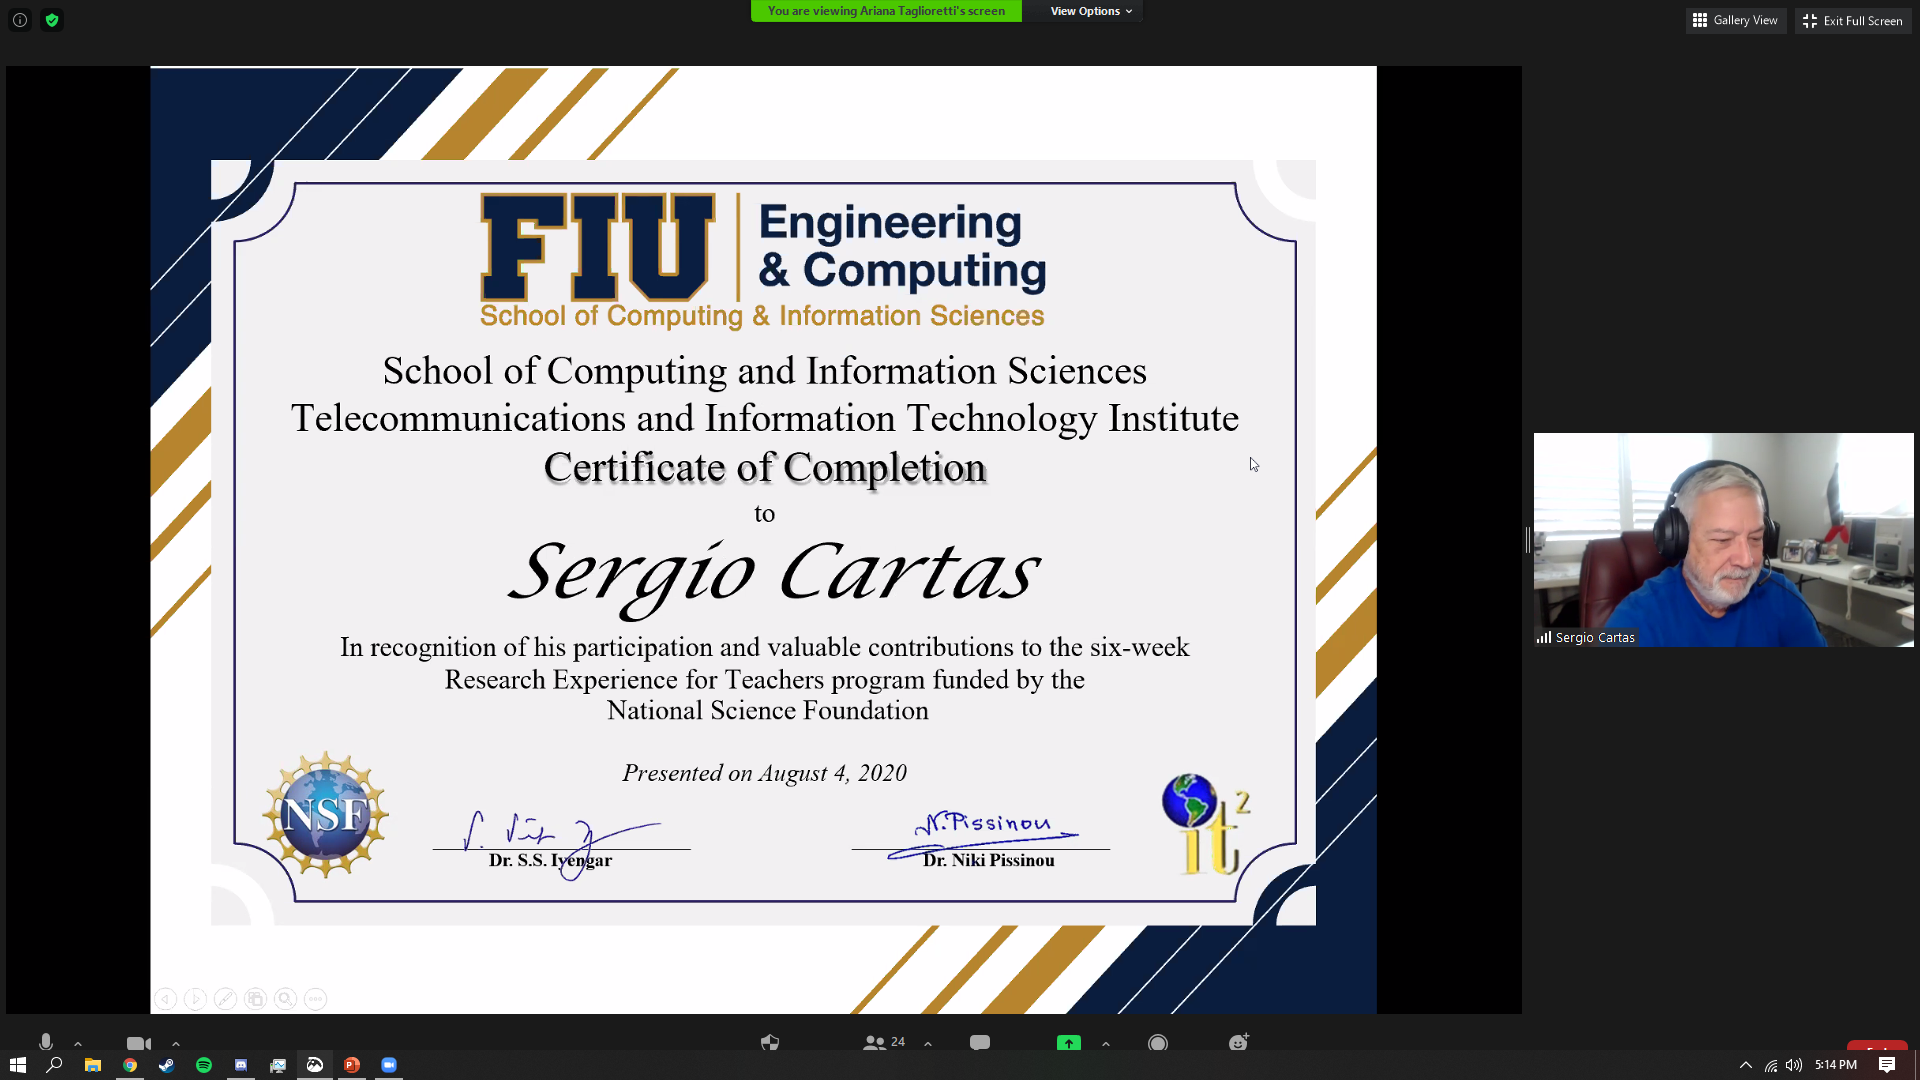 You are viewing Ariana Taglioretti's screen
View Options
Gallery View
Exit Full Screen
FIU
Engineering
& Computing
School of Computing & Information Sciences
School of Computing and Information Sciences
Telecommunications and Information Technology Institute
Certificate of Completion
to
Sergio Cartas
In recognition of his participation and valuable contributions to the six-week
Research Experience for Teachers program funded by the
National Science Foundation
Presented on August 4, 2020
NSF
N. Pissinou
Dr. S.S. Iyengar
Dr. Niki Pissinou
it2
Sergio Cartas
24
5:14 PM